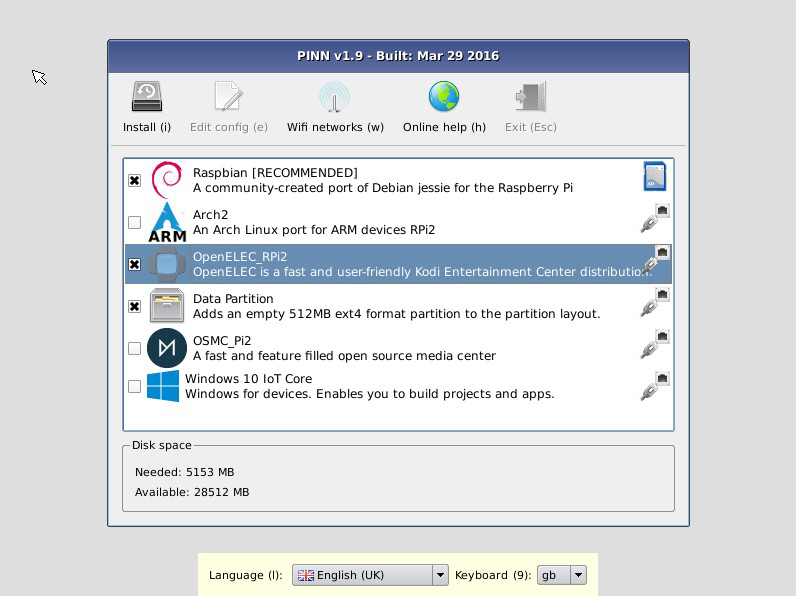 PINN v1.9 - Built: Mar 29 2016
Install (i)
Edit config (e)
Wifi networks (w)
Online help (h)
Exit (Esc)
Raspbian [RECOMMENDED]
A community-created port of Debian jessie for the Raspberry Pi
Arch2
An Arch Linux port for ARM devices RPi2
ARM
OpenELEC_RPi2
OpenELEC is a fast and user-friendly Kodi Entertainment Center distribution.
Data Partition
Adds an empty 512MB ext4 format partition to the partition layout.
OSMC_Pi2
A fast and feature filled open source media center
Windows 10 IoT Core
Windows for devices. Enables you to build projects and apps.
Disk space
Needed: 5153 MB
Available: 28512 MB
Language (l): English (UK) Keyboard (9): gb